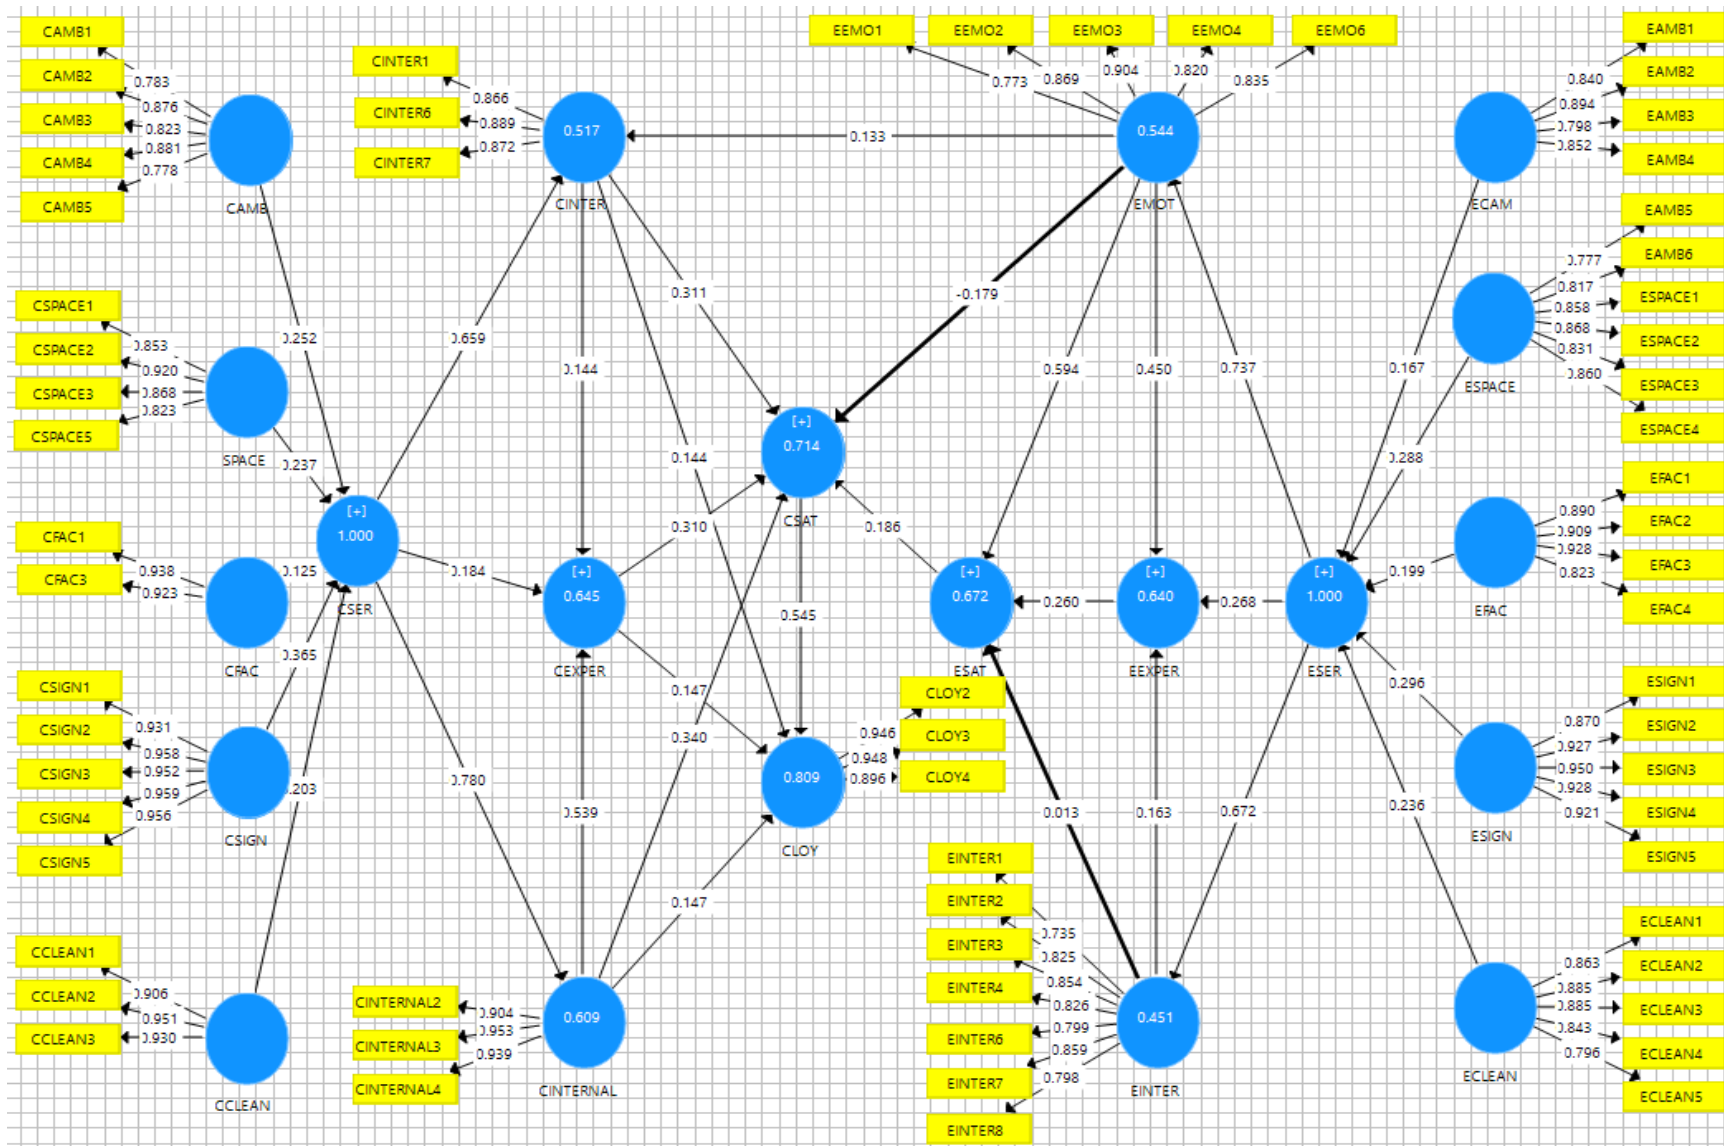 CAMB1
CAMB2
CAMB3
CAMB4
CAMB5
0.783
0.876
0.823
0.881
0.778
CAMB
CSPACE1
CSPACE2
CSPACE3
CSPACE5
0.853
0.920
0.868
0.823
SPACE
CFAC1
CFAC3
0.938
0.923
CFAC
CSIGN1
CSIGN2
CSIGN3
CSIGN4
CSIGN5
0.931
0.958
0.952
0.959
0.956
CSIGN
CCLEAN1
CCLEAN2
CCLEAN3
0.906
0.951
0.930
CCLEAN
0.252
0.237
0.125
0.365
0.203
[+]
1.000
CSER
0.659
0.184
0.780
CINTER1
CINTER6
CINTER7
0.866
0.889
0.872
0.517
CINTER
0.133
0.311
0.144
0.144
[+]
0.645
CEXPER
0.310
0.147
0.539
0.340
0.147
CINTERNAL2
CINTERNAL3
CINTERNAL4
0.904
0.953
0.939
0.609
CINTERNAL
[+]
0.714
CSAT
0.545
0.809
CLOY
0.946
0.948
0.896
CLOY2
CLOY3
CLOY4
EEMO1
EEMO2
EEMO3
EEMO4
EEMO6
0.773
0.869
0.904
0.820
0.835
0.544
EMOT
-0.179
0.594
0.450
0.737
0.186
[+]
0.672
ESAT
0.260
[+]
0.640
EEXPER
0.268
[+]
1.000
ESER
0.013
0.163
0.672
EINTER1
EINTER2
EINTER3
EINTER4
EINTER6
EINTER7
EINTER8
0.735
0.825
0.854
0.826
0.799
0.859
0.798
0.451
EINTER
0.167
0.288
0.199
0.296
0.236
EAMB1
EAMB2
EAMB3
EAMB4
0.840
0.894
0.798
0.852
ECAM
EAMB5
EAMB6
ESPACE1
ESPACE2
ESPACE3
ESPACE4
0.777
0.817
0.858
0.868
0.831
0.860
ESPACE
EFAC1
EFAC2
EFAC3
EFAC4
0.890
0.909
0.928
0.823
EFAC
ESIGN1
ESIGN2
ESIGN3
ESIGN4
ESIGN5
0.870
0.927
0.950
0.928
0.921
ESIGN
ECLEAN1
ECLEAN2
ECLEAN3
ECLEAN4
ECLEAN5
0.863
0.885
0.885
0.843
0.796
ECLEAN